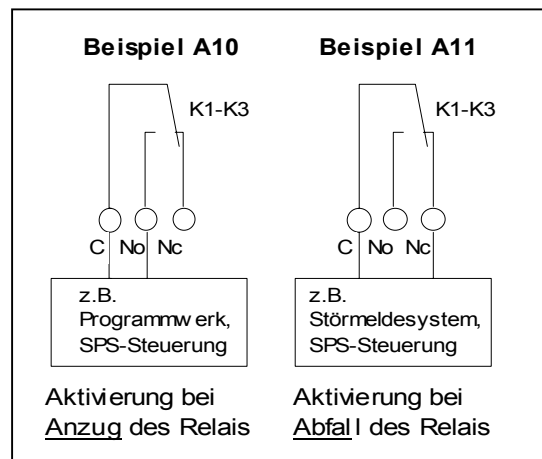 Beispiel A10
K1-K3
C No Nc
z.B.
Programmwerk,
SPS-Steuerung
Aktivierung bei
Anzug des Relais
Beispiel A11
K1-K3
C No Nc
z.B.
Störmeldesystem,
SPS-Steuerung
Aktivierung bei
Abfall des Relais